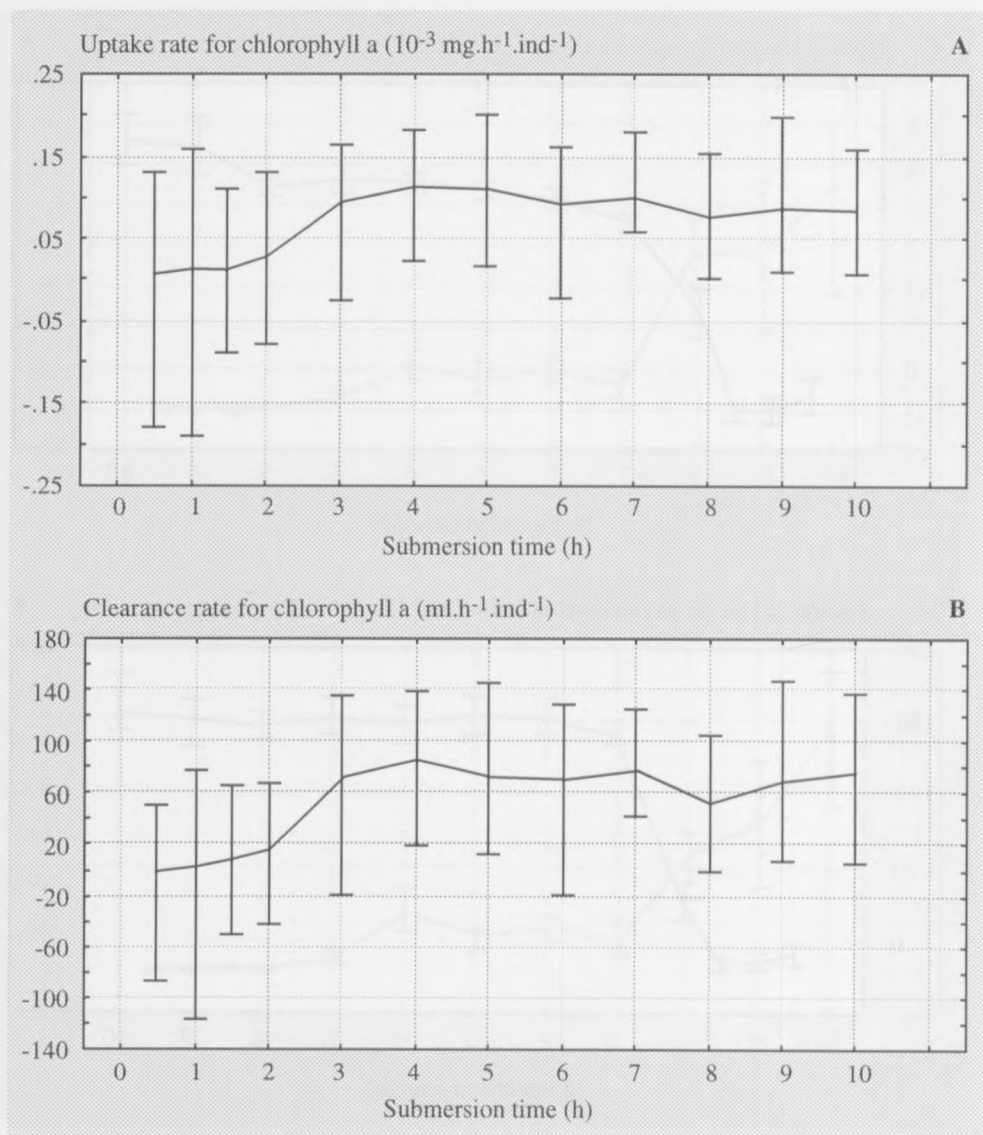 Uptake rate for chlorophyll a (10⁻³ mg.h⁻¹.ind⁻¹) A
.25
.15
.05
-.05
-.15
-.25
0 1 2 3 4 5 6 7 8 9 10
Submersion time (h)
Clearance rate for chlorophyll a (ml.h⁻¹.ind⁻¹) B
180
140
100
60
20
-20
-60
-100
-140
0 1 2 3 4 5 6 7 8 9 10
Submersion time (h)